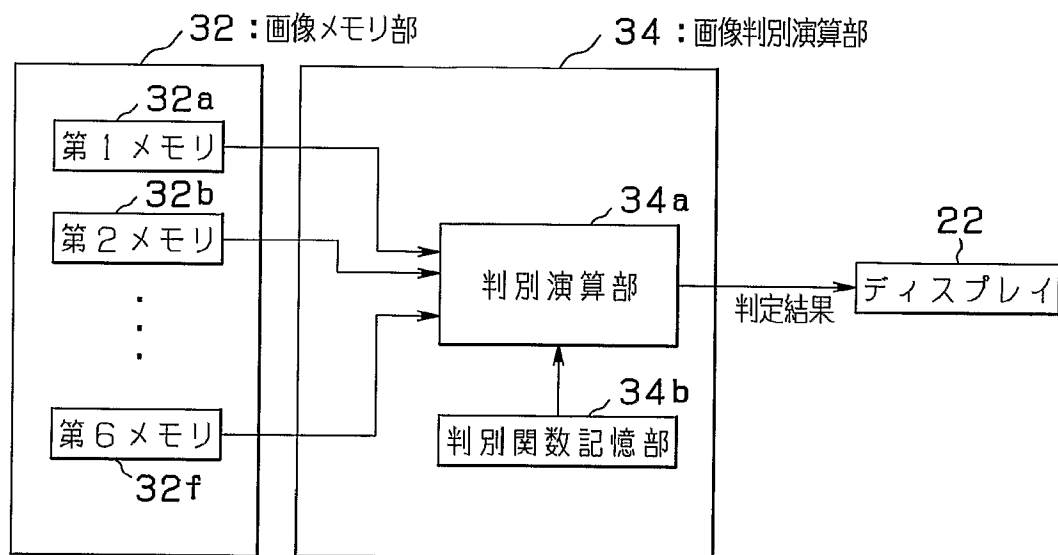 32:画像メモリ部
34:画像判別演算部
32a
第1メモリ
32b
第2メモリ
34a
判別演算部
22
ディスプレイ
判定結果
34b
判別関数記憶部
第6メモリ
32f